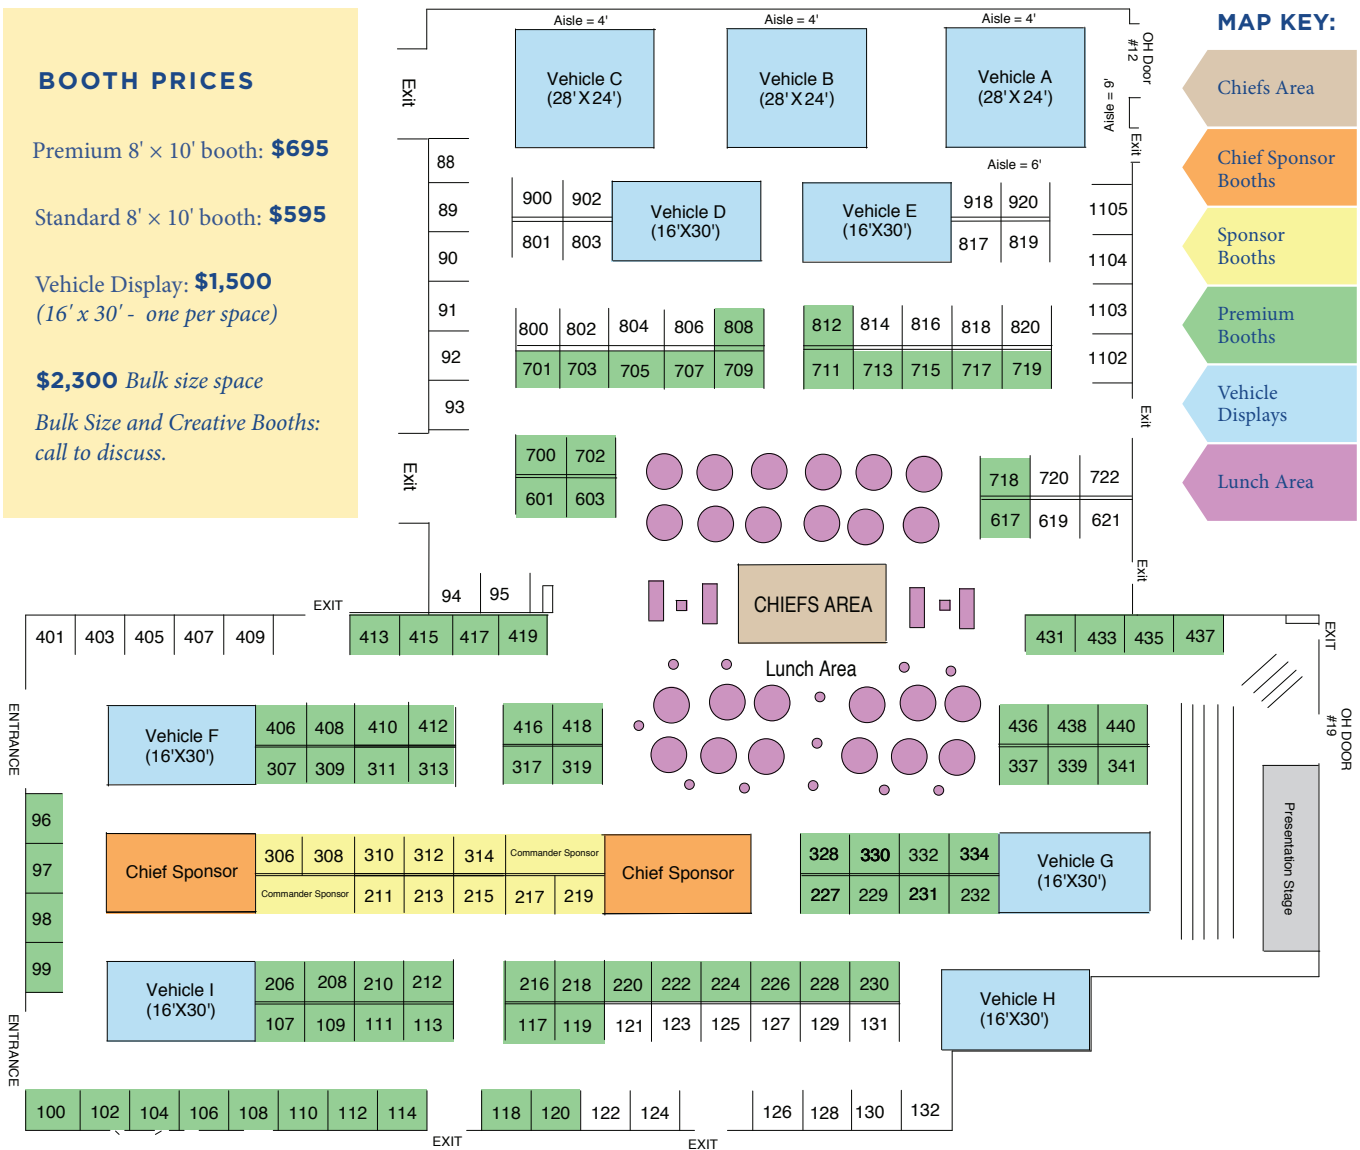 BOOTH PRICES
Premium 8' × 10' booth: $695
Standard 8' × 10' booth: $595
Vehicle Display: $1,500
(16' x 30' - one per space)
$2,300 Bulk size space
Bulk Size and Creative Booths:
call to discuss.
MAP KEY:
Chiefs Area
Chief Sponsor
Booths
Sponsor
Booths
Premium
Booths
Vehicle
Displays
Lunch Area
Aisle = 4'
Aisle = 4'
Aisle = 4'
OH Door
#12
Vehicle C
(28' X 24')
Vehicle B
(28' X 24')
Vehicle A
(28' X 24')
Aisle = 6'
Exit
Exit
Aisle = 6'
88
89
90
91
92
93
900 902
801 803
Vehicle D
(16'X30')
Vehicle E
(16'X30')
918 920
817 819
1105
1104
1103
1102
800 802 804 806 808
701 703 705 707 709
812 814 816 818 820
711 713 715 717 719
Exit
Exit
700 702
601 603
718 720 722
617 619 621
Exit
94 95
EXIT
CHIEFS AREA
Lunch Area
401 403 405 407 409
413 415 417 419
431 433 435 437
EXIT
ENTRANCE
Vehicle F
(16'X30')
406 408 410 412
307 309 311 313
416 418
317 319
436 438 440
337 339 341
OH DOOR
#19
96
97
98
99
Chief Sponsor
306 308 310 312 314 Commander Sponsor
Commander Sponsor 211 213 215 217 219
Chief Sponsor
328 330 332 334
227 229 231 232
Vehicle G
(16'X30')
Presentation Stage
ENTRANCE
Vehicle I
(16'X30')
206 208 210 212
107 109 111 113
216 218 220 222 224 226 228 230
117 119 121 123 125 127 129 131
Vehicle H
(16'X30')
100 102 104 106 108 110 112 114
118 120 122 124
126 128 130 132
EXIT
EXIT